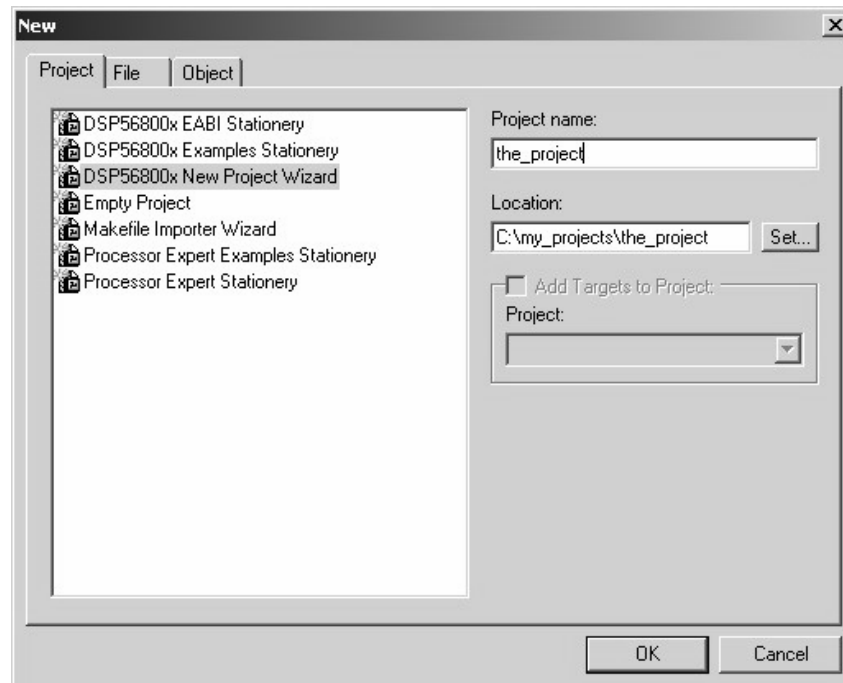 New
Project File Object
DSP56800x EABI Stationery
DSP56800x Examples Stationery
DSP56800x New Project Wizard
Empty Project
Makefile Importer Wizard
Processor Expert Examples Stationery
Processor Expert Stationery
Project name:
the_project
Location:
C:\my_projects\the_project Set...
Add Targets to Project:
Project:
OK Cancel